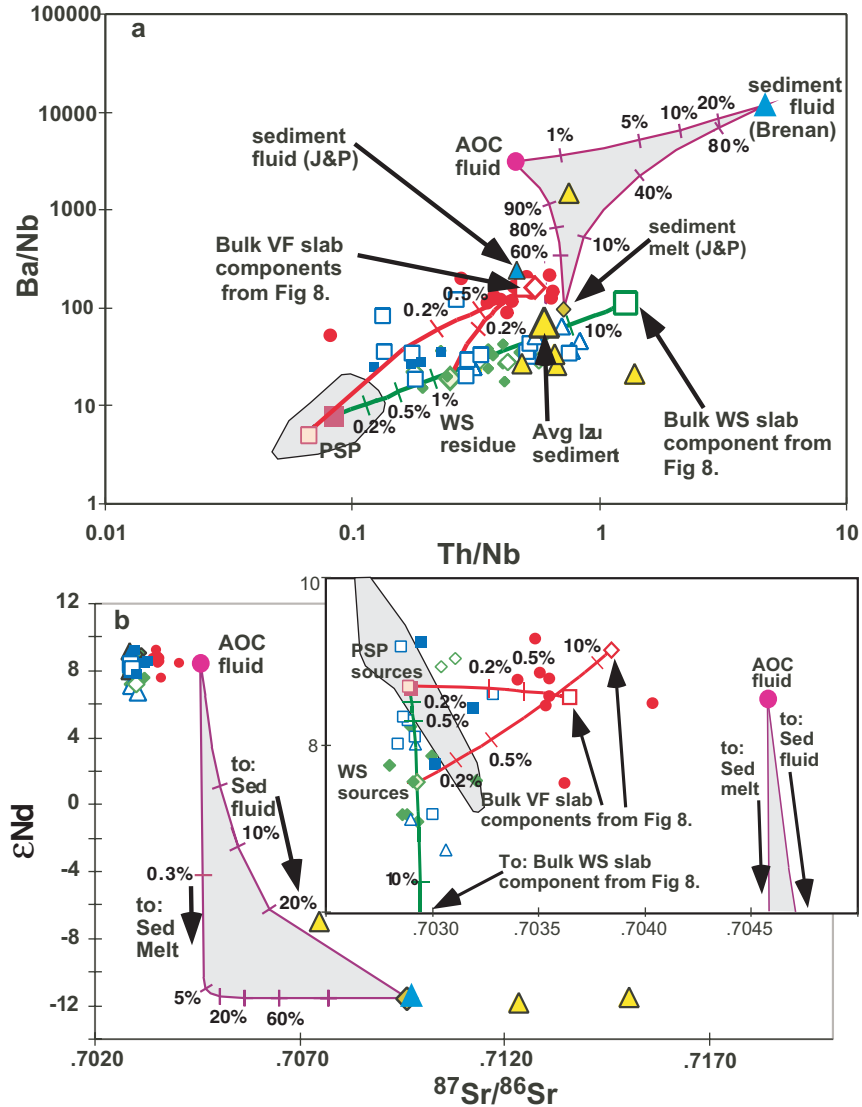 a
100000
10000
1000
100
10
1
Ba/Nb
0.01
0.1
1
10
Th/Nb
sediment
fluid
(Brenan)
sediment
fluid (J&P)
AOC
fluid
1%
5%
10%
20%
80%
40%
90%
80%
60%
10%
sediment
melt (J&P)
Bulk VF slab
components
from Fig 8.
0.5%
0.2%
0.2%
10%
1%
0.5%
0.2%
PSP
WS
residue
Avg Izu
sediment
Bulk WS slab
component from
Fig 8.
b
12
8
4
0
-4
-8
-12
εNd
.7020
.7070
.7120
.7170
87Sr/86Sr
AOC
fluid
to:
Sed
fluid
10%
20%
0.3%
to:
Sed
Melt
5%
20%
60%
10
8
PSP
sources
0.2%
0.5%
10%
0.2%
0.5%
0.5%
0.2%
WS
sources
Bulk VF slab
components
from Fig 8.
10%
To: Bulk WS slab
component from Fig 8.
AOC
fluid
to:
Sed
fluid
to:
Sed
melt
.7030
.7035
.7040
.7045